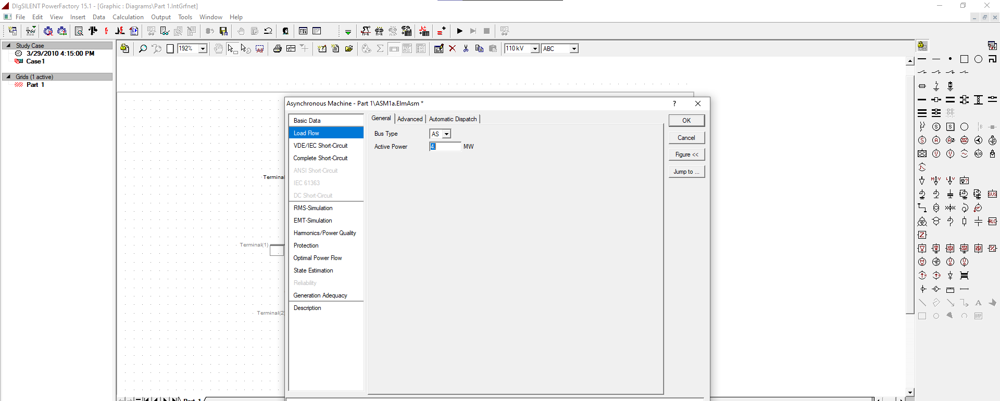 DIgSILENT PowerFactory 15.1 - [Graphic : Diagrams\Part 1.IntGrfnet]
File Edit View Insert Data Calculation Output Tools Window Help
192%
110 kV
ABC
Study Case
3/29/2010 4:15:00 PM
Case1
Grids (1 active)
Part 1
Terminal
Terminal(1)
Terminal(2)
Asynchronous Machine - Part 1\ASM1a.ElmAsm *
Basic Data
Load Flow
VDE/IEC Short-Circuit
Complete Short-Circuit
ANSI Short-Circuit
IEC 61363
DC Short-Circuit
RMS-Simulation
EMT-Simulation
Harmonics/Power Quality
Protection
Optimal Power Flow
State Estimation
Reliability
Generation Adequacy
Description
General Advanced Automatic Dispatch
Bus Type AS
Active Power 4. MW
OK
Cancel
Figure <<
Jump to ...
Part 1